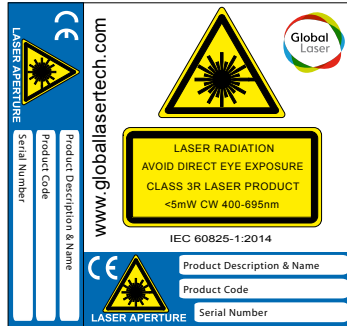 CE
LASER APERTURE
Product Description & Name
Product Code
Serial Number
www.globallasertech.com
Global
Laser
LASER RADIATION
AVOID DIRECT EYE EXPOSURE
CLASS 3R LASER PRODUCT
<5mW CW 400-695nm
IEC 60825-1:2014
CE
LASER APERTURE
Product Description & Name
Product Code
Serial Number